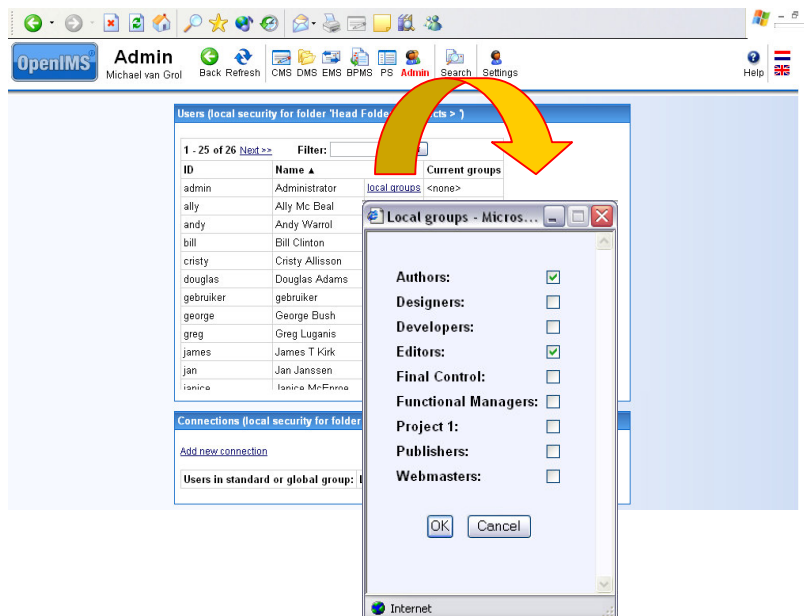 OpenIMS
Admin
Michael van Grol
Back Refresh CMS DMS EMS BPMS PS Admin Search Settings
Help
Users (local security for folder 'Head Folde cts > ')
1 - 25 of 26 Next >> Filter:
ID Name ▲ Current groups
admin Administrator local groups <none>
ally Ally Mc Beal
andy Andy Warrol
bill Bill Clinton
cristy Cristy Allisson
douglas Douglas Adams
gebruiker gebruiker
george George Bush
greg Greg Luganis
james James T Kirk
jan Jan Janssen
janice Janice McEnroe
Connections (local security for folder
Add new connection
Users in standard or global group:
Local groups - Micros...
Authors:
Designers:
Developers:
Editors:
Final Control:
Functional Managers:
Project 1:
Publishers:
Webmasters:
OK Cancel
Internet